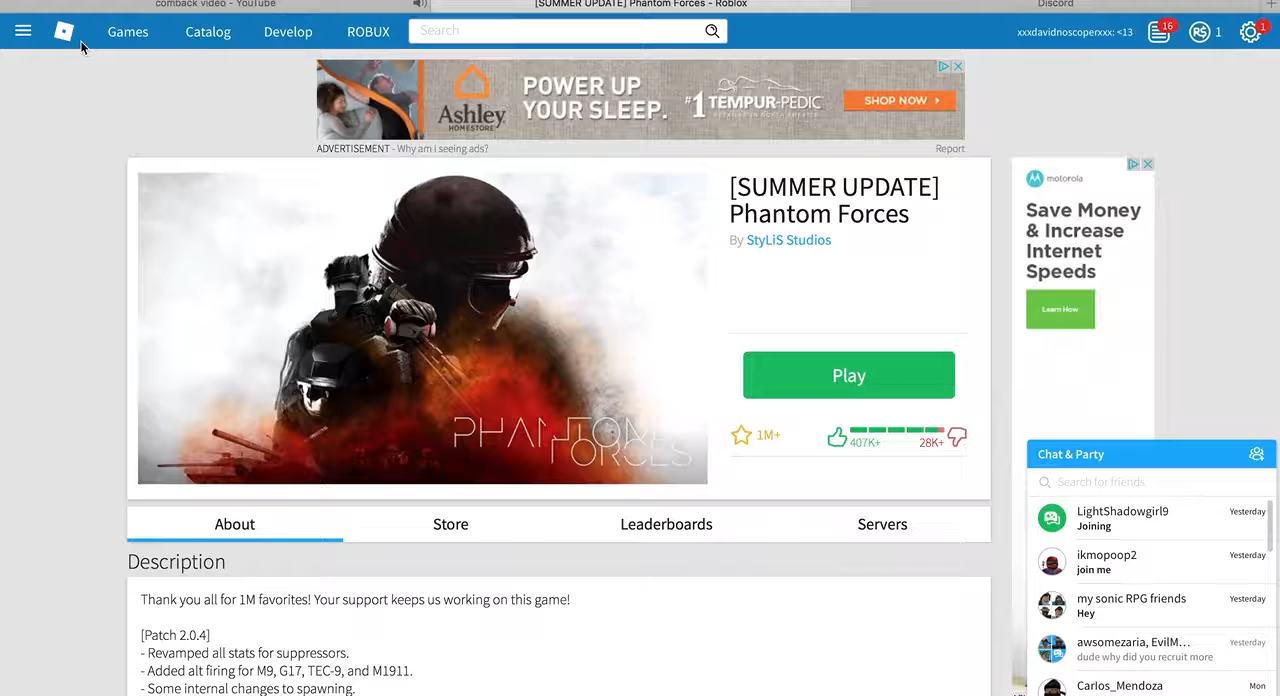 comback video - YouTube
[SUMMER UPDATE] Phantom Forces - Roblox
Discord
Games
Catalog
Develop
ROBUX
Search
xxxdavidnoscoperxxx: <13
16
R$ 1
1
Ashley
HOMESTORE
POWER UP
YOUR SLEEP.
#1 TEMPUR-PEDIC
SHOP NOW
ADVERTISEMENT - Why am I seeing ads?
Report
[SUMMER UPDATE]
Phantom Forces
By StyLiS Studios
Play
1M+
407K+
28K+
PHANTOM
FORCES
motorola
Save Money
& Increase
Internet
Speeds
Learn How
About
Store
Leaderboards
Servers
Description
Thank you all for 1M favorites! Your support keeps us working on this game!
[Patch 2.0.4]
- Revamped all stats for suppressors.
- Added alt firing for M9, G17, TEC-9, and M1911.
- Some internal changes to spawning.
Chat & Party
Search for friends
LightShadowgirl9
Yesterday
Joining
ikmopoop2
Yesterday
join me
my sonic RPG friends
Yesterday
Hey
awsomezaria, EvilM...
Yesterday
dude why did you recruit more
Carlos_Mendoza
Mon